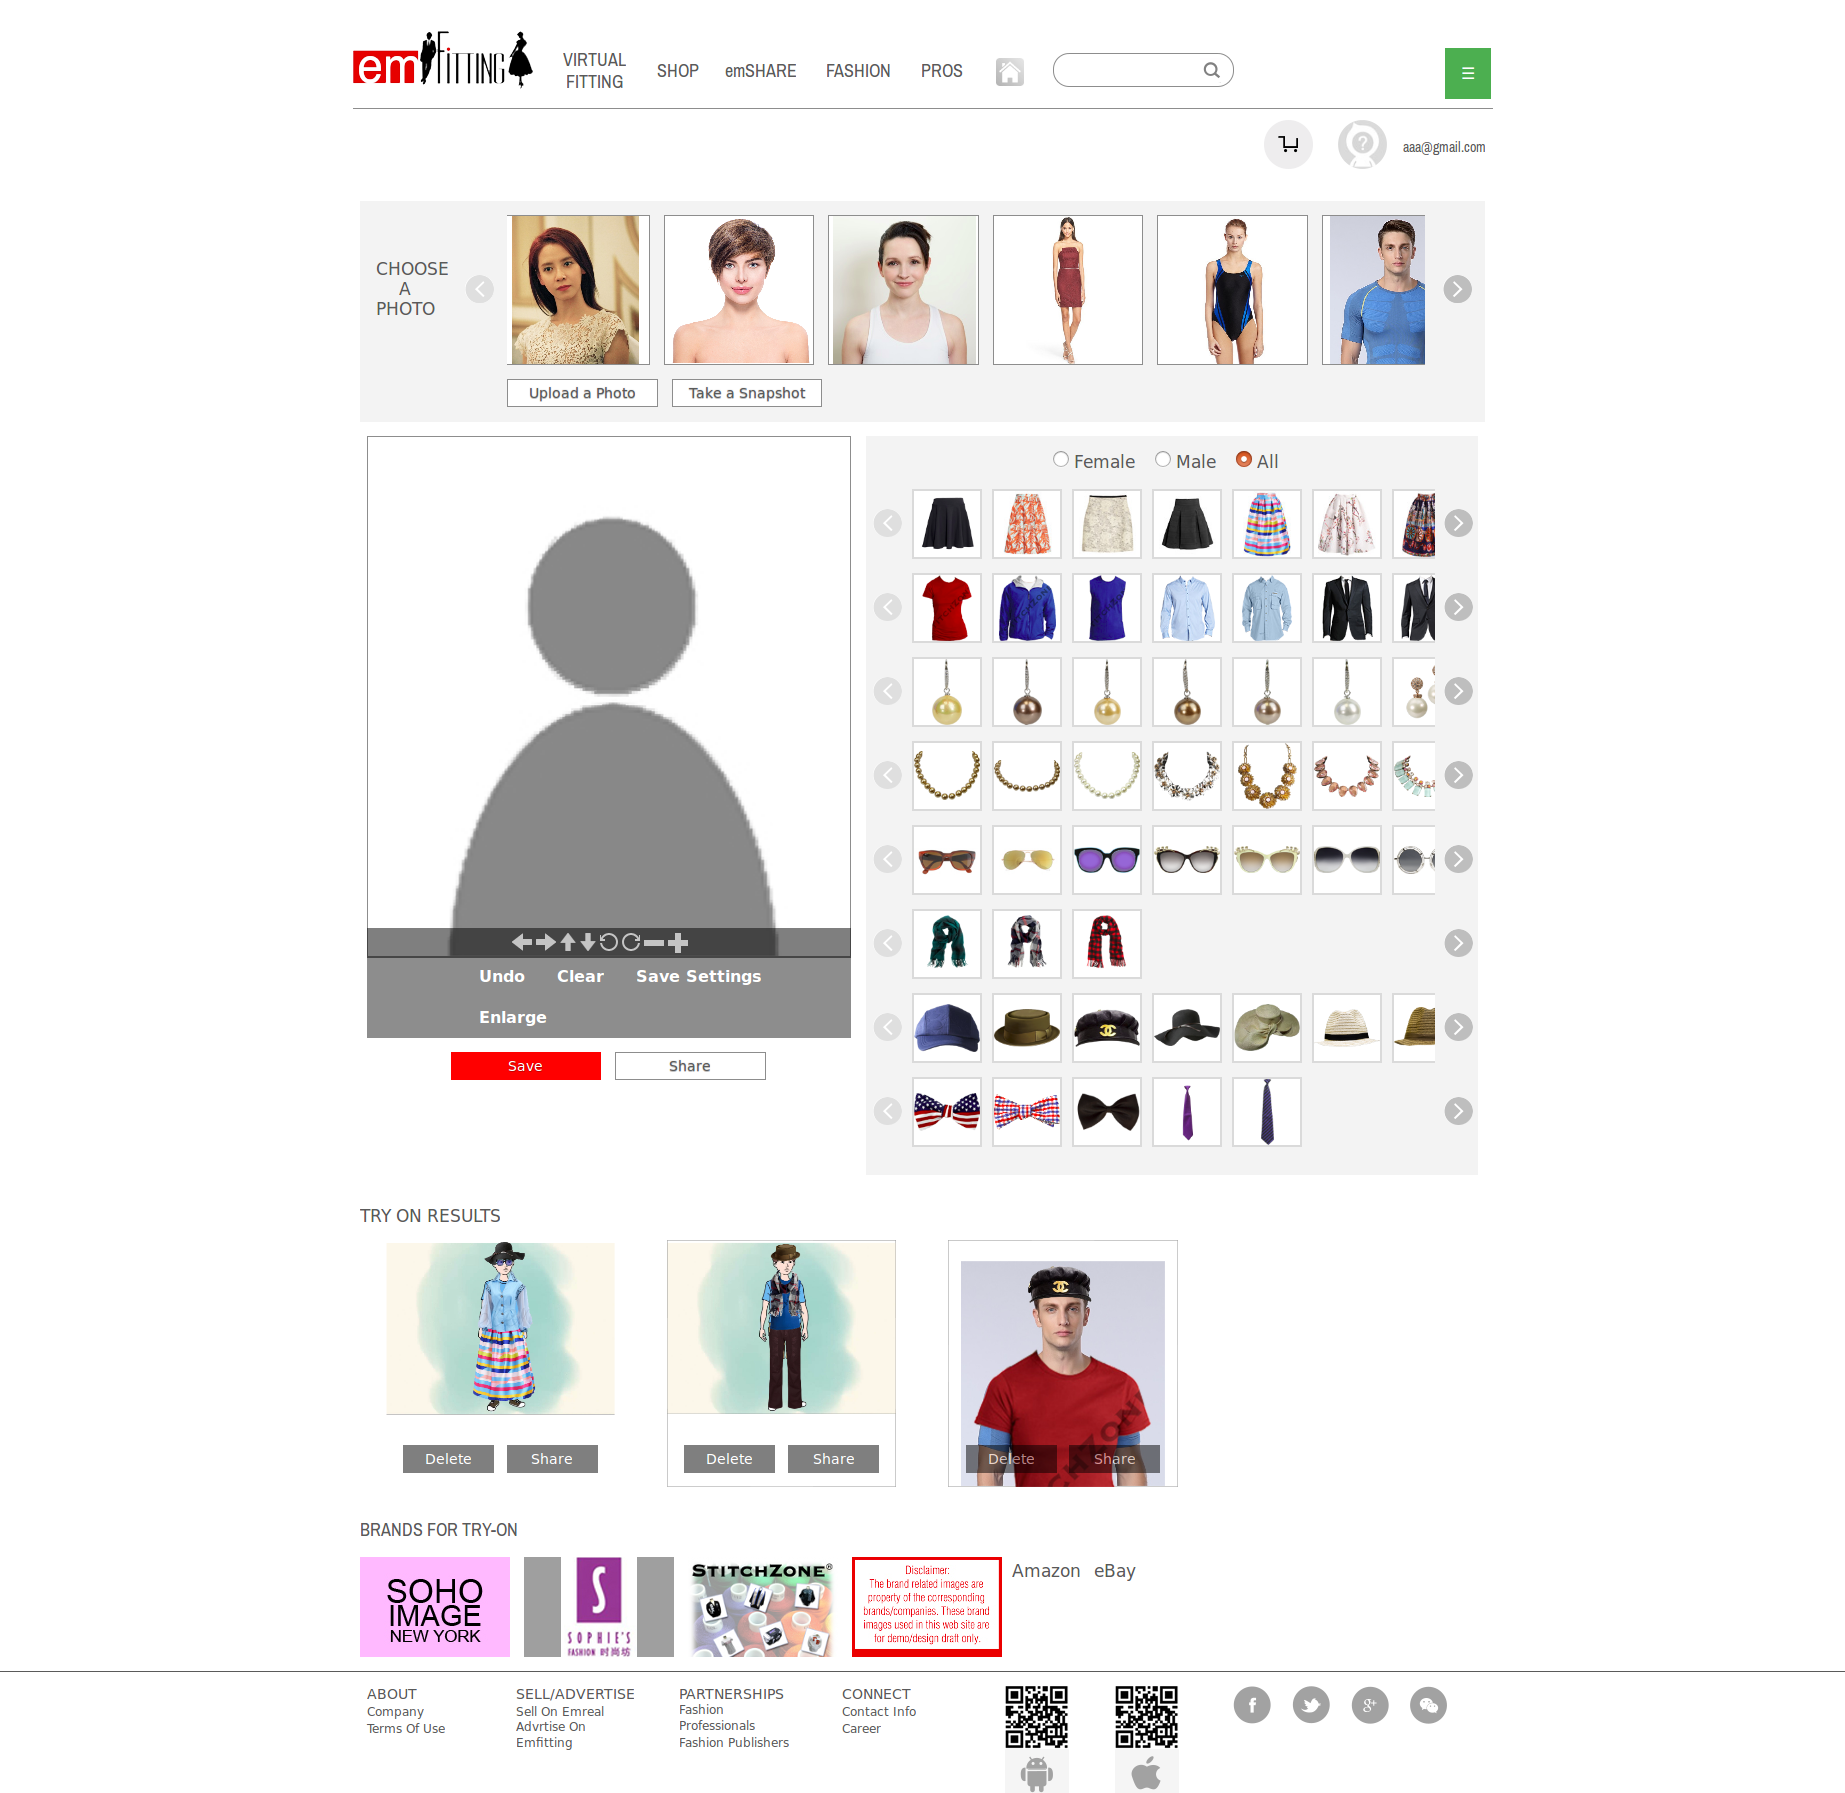 em FITTING
VIRTUAL
FITTING
SHOP
emSHARE
FASHION
PROS
aaa@gmail.com
CHOOSE
A
PHOTO
Upload a Photo
Take a Snapshot
Female
Male
All
Undo
Clear
Save Settings
Enlarge
Save
Share
TRY ON RESULTS
Delete
Share
Delete
Share
Delete
Share
BRANDS FOR TRY-ON
SOHO
IMAGE
NEW YORK
S
SOPHIE'S
FASHION 时尚坊
STITCHZONE®
Disclaimer:
The brand related images are
property of the corresponding
brands/companies. These brand
images used in this web site are
for demo/design draft only.
Amazon
eBay
ABOUT
Company
Terms Of Use
SELL/ADVERTISE
Sell On Emreal
Advrtise On
Emfitting
PARTNERSHIPS
Fashion
Professionals
Fashion Publishers
CONNECT
Contact Info
Career